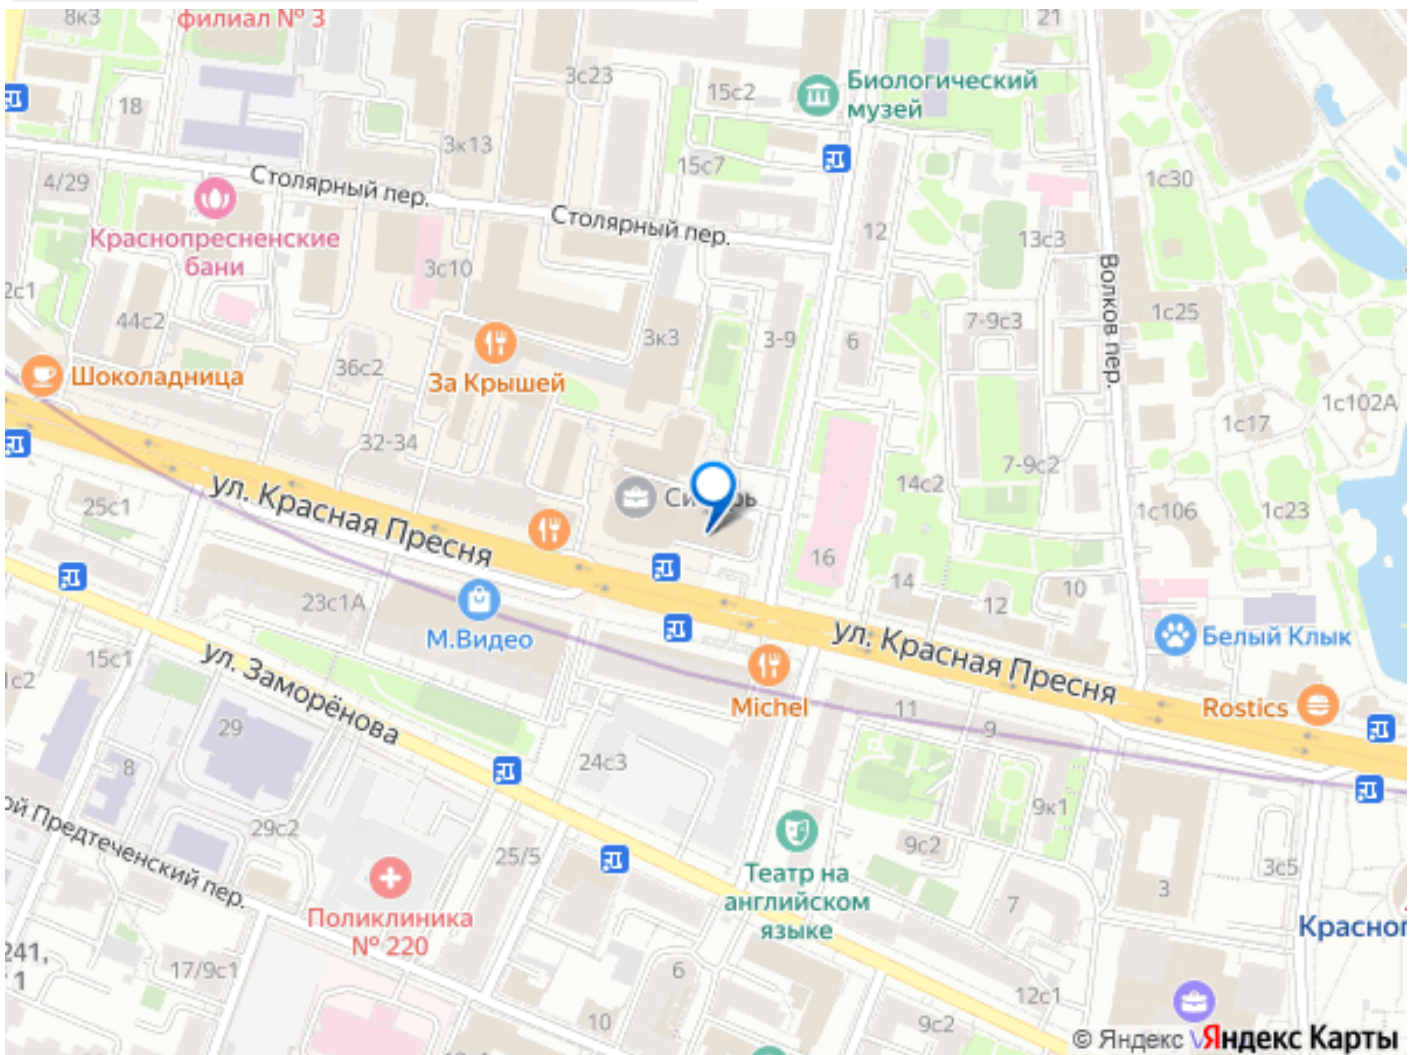 8к3
филиал № 3
21
3с23
15с2
Биологический
музей
18
3к13
15с7
4/29
Столярный пер.
Столярный пер.
1с30
12
13с3
Краснопресненские
бани
3с10
Волков пер.
2с1
44с2
3к3
3-9
6
7-9с3
1с25
36с2
Шоколадница
За Крышей
1с102А
1с17
32-34
7-9с2
14с2
25с1
ул. Красная Пресня
1с106
1с23
16
14
12
10
23с1А
М.Видео
ул. Красная Пресня
Белый Клык
15с1
1с2
ул. Заморёнова
Michel
11
9
Rostics
29
8
24с3
9к1
29с2
25/5
9с2
3с5
ой Предтеченский пер.
Театр на
английском
языке
7
3
Поликлиника
№ 220
Красног
241,
1
17/9с1
6
12с1
10
9с2
© Яндекс
Яндекс Карты